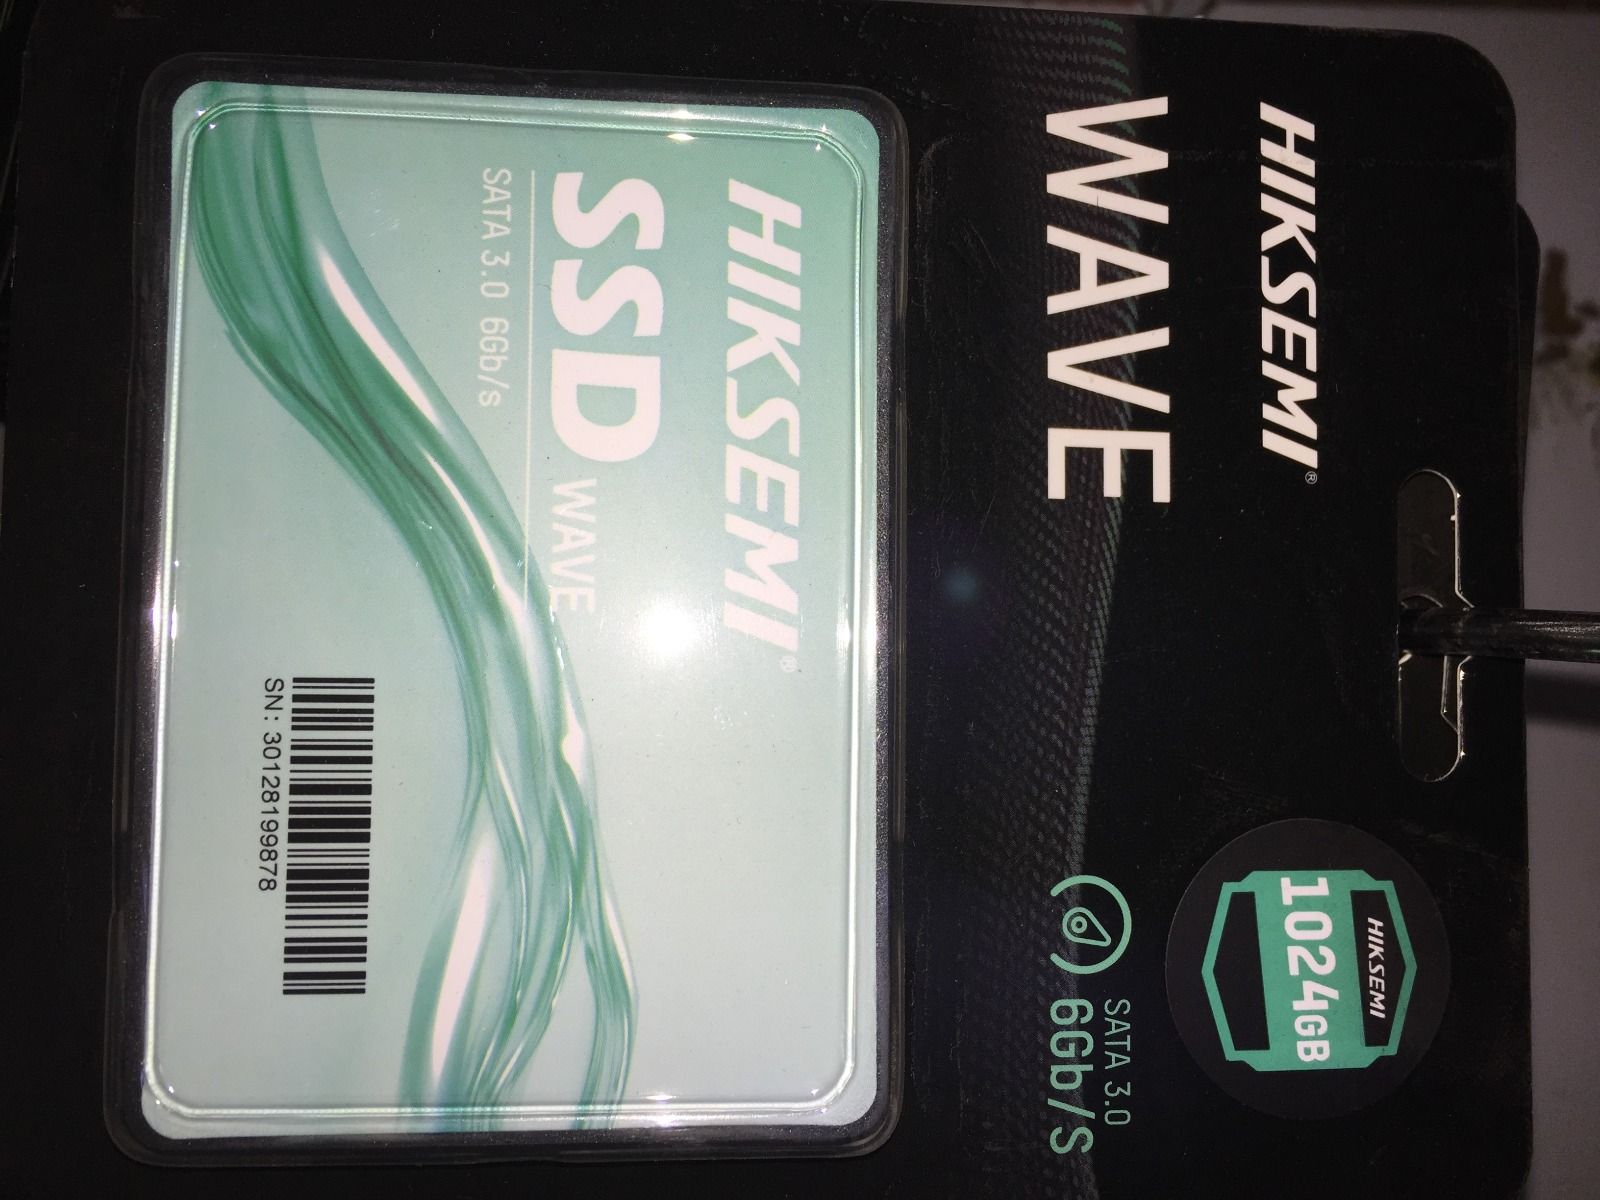 HIKSEMI®
WAVE
HIKSEMI
1024GB
SATA 3.0
6Gb/S
HIKSEMI®
SSD WAVE
SATA 3.0 6Gb/s
SN: 30128199878